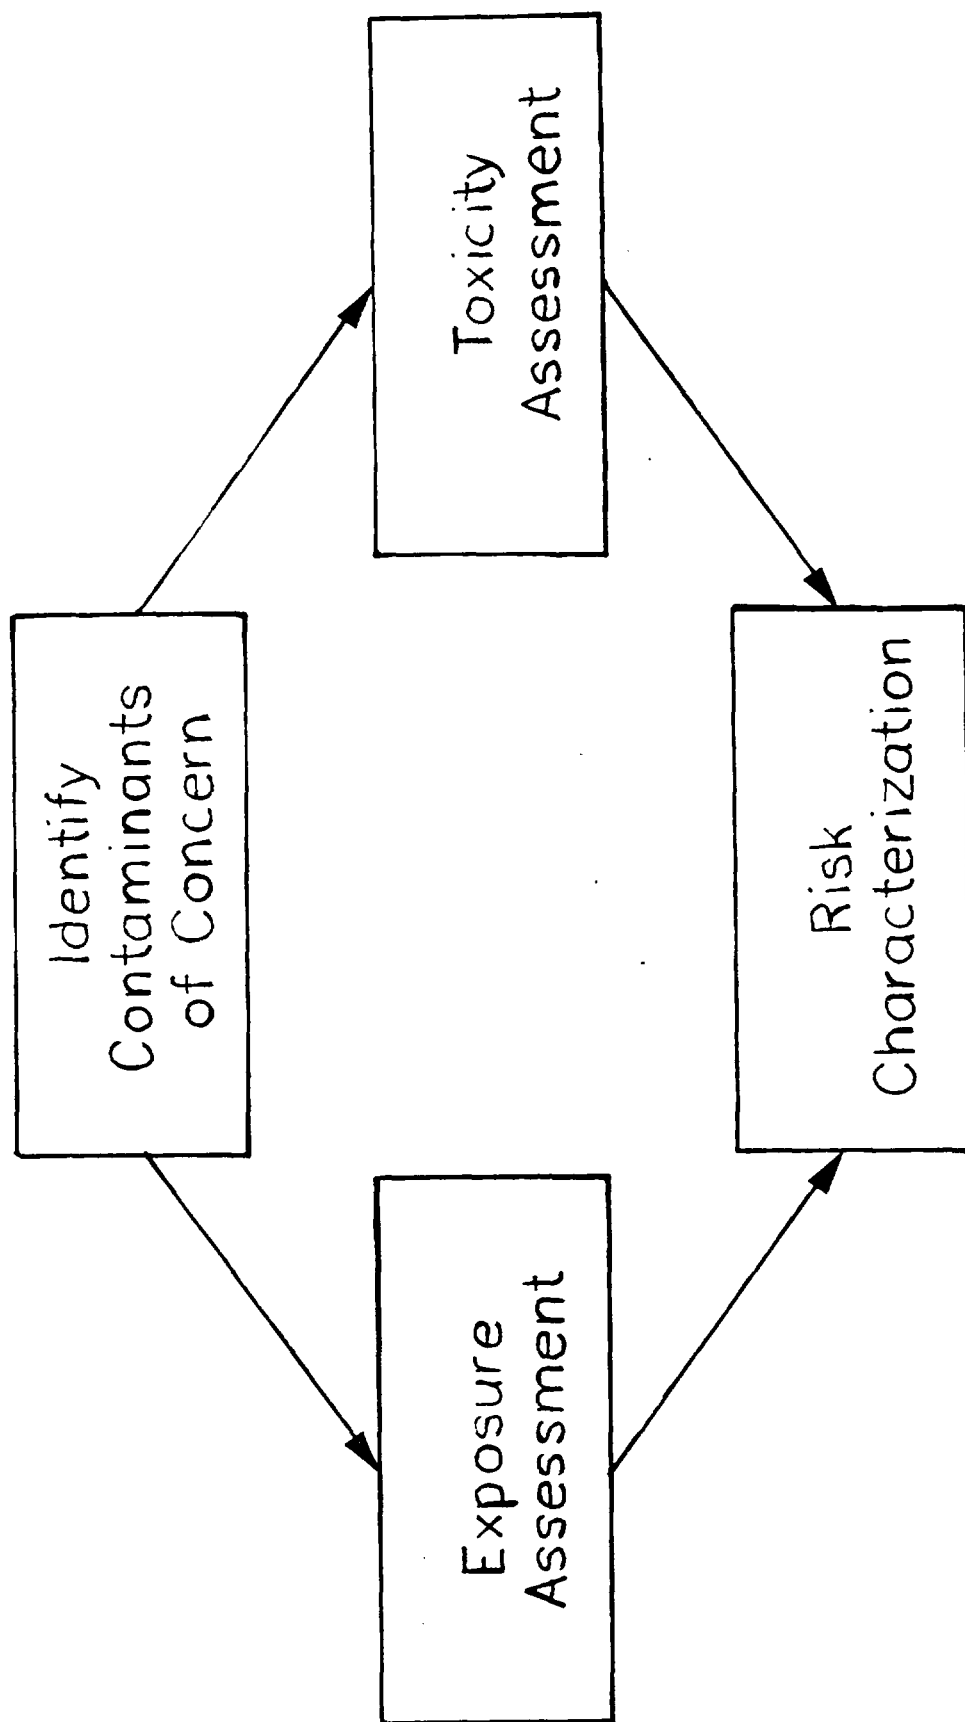 Identify
Contaminants
of Concern
Exposure
Assessment
Toxicity
Assessment
Risk
Characterization